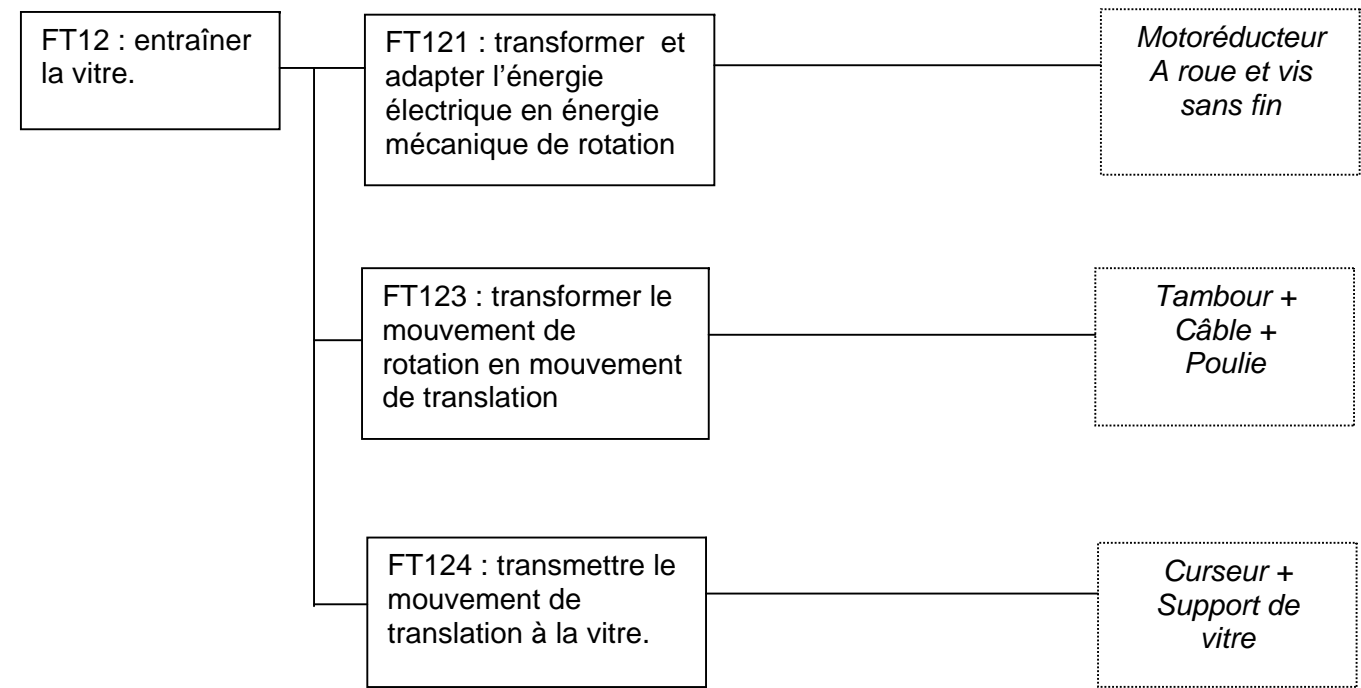 FT12 : entraîner
la vitre.
FT121 : transformer et
adapter l'énergie
électrique en énergie
mécanique de rotation
Motoréducteur
A roue et vis
sans fin
FT123 : transformer le
mouvement de
rotation en mouvement
de translation
Tambour +
Câble +
Poulie
FT124 : transmettre le
mouvement de
translation à la vitre.
Curseur +
Support de
vitre